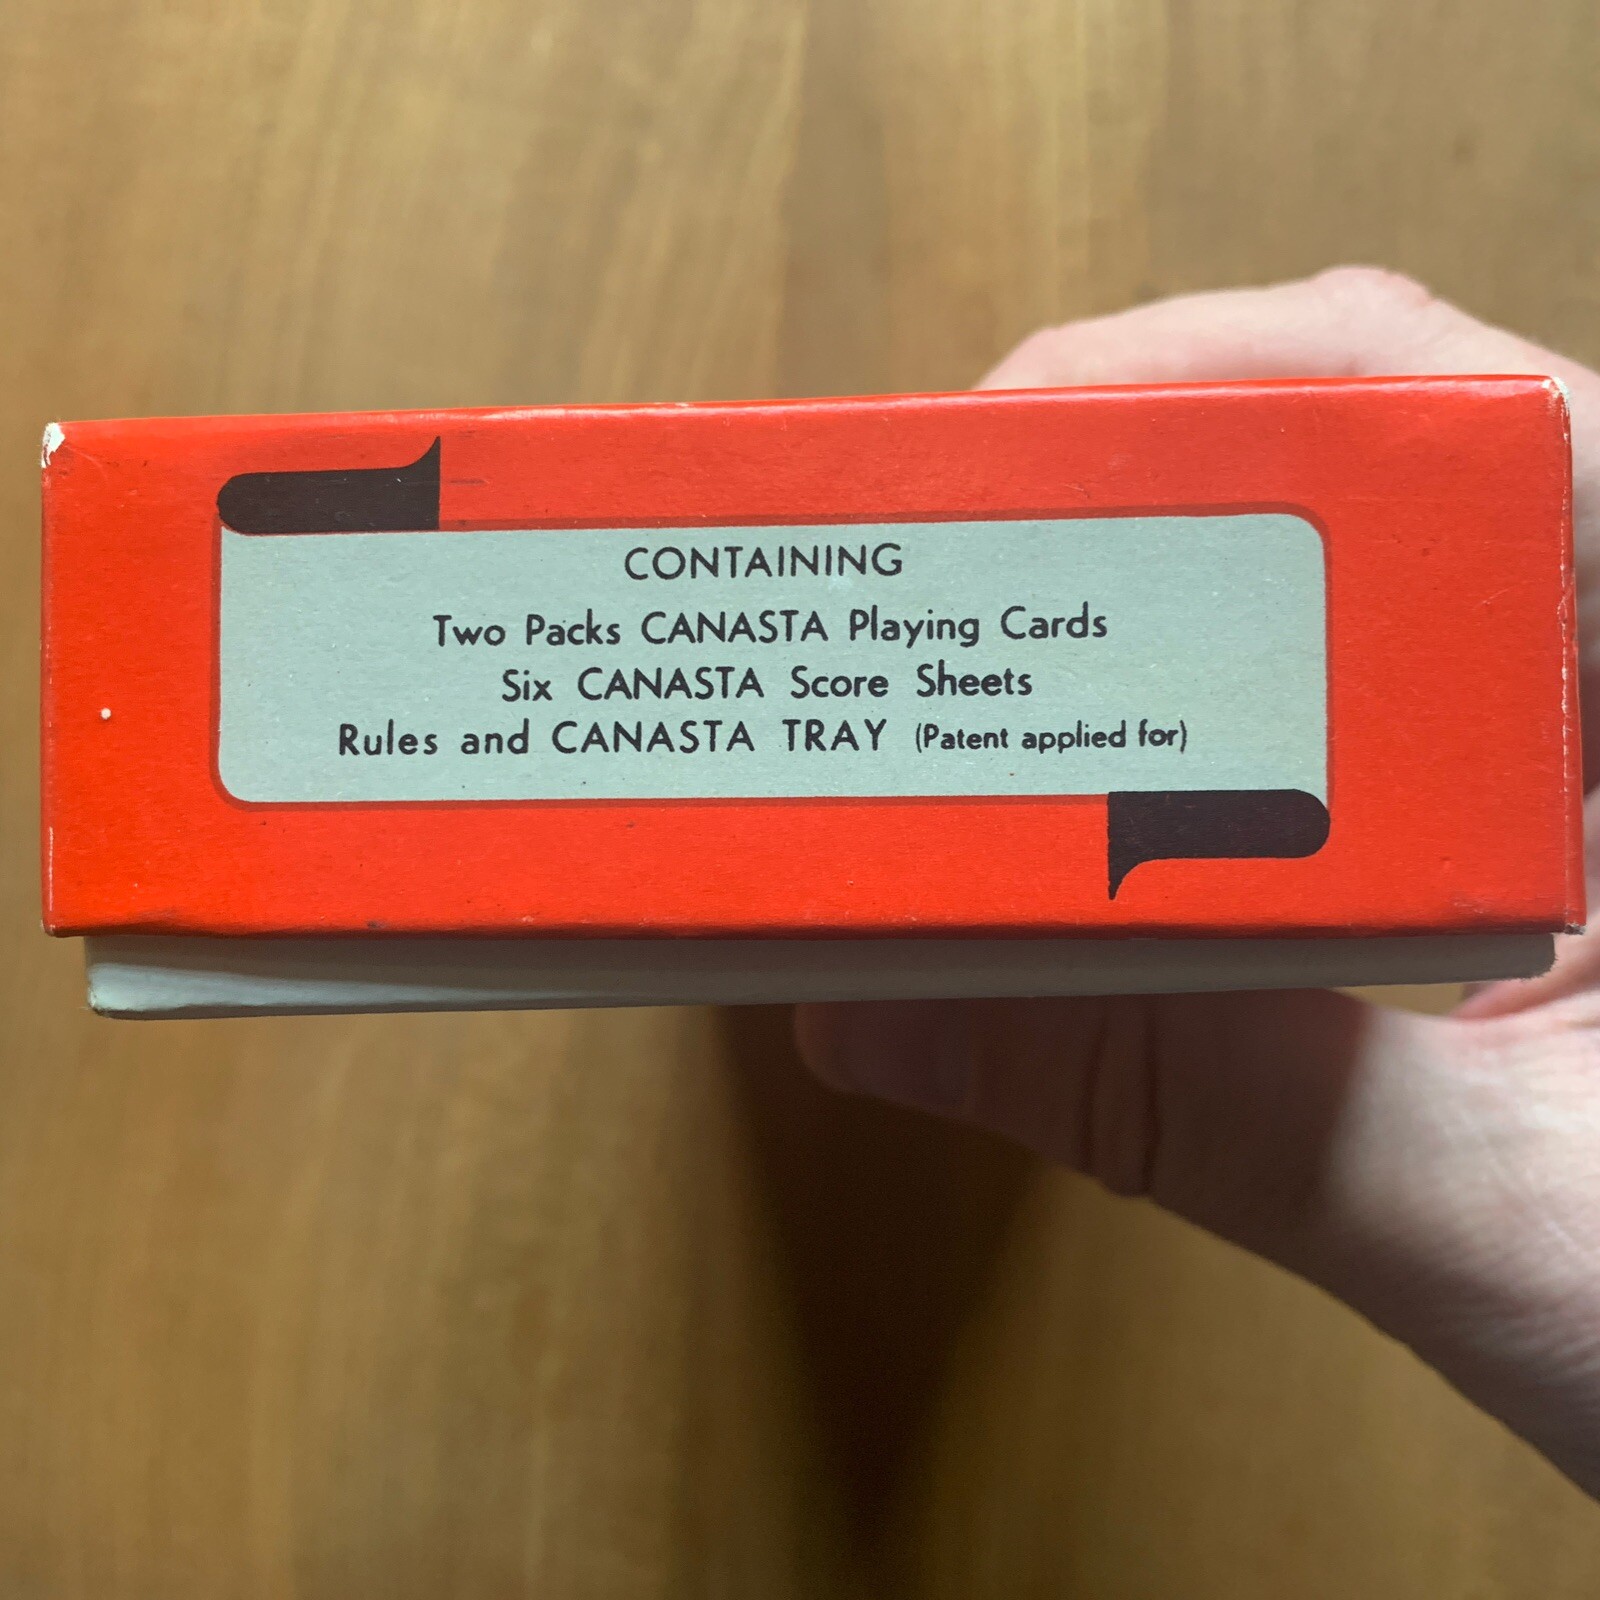 CONTAINING
Two Packs CANASTA Playing Cards
Six CANASTA Score Sheets
Rules and CANASTA TRAY (Patent applied for)